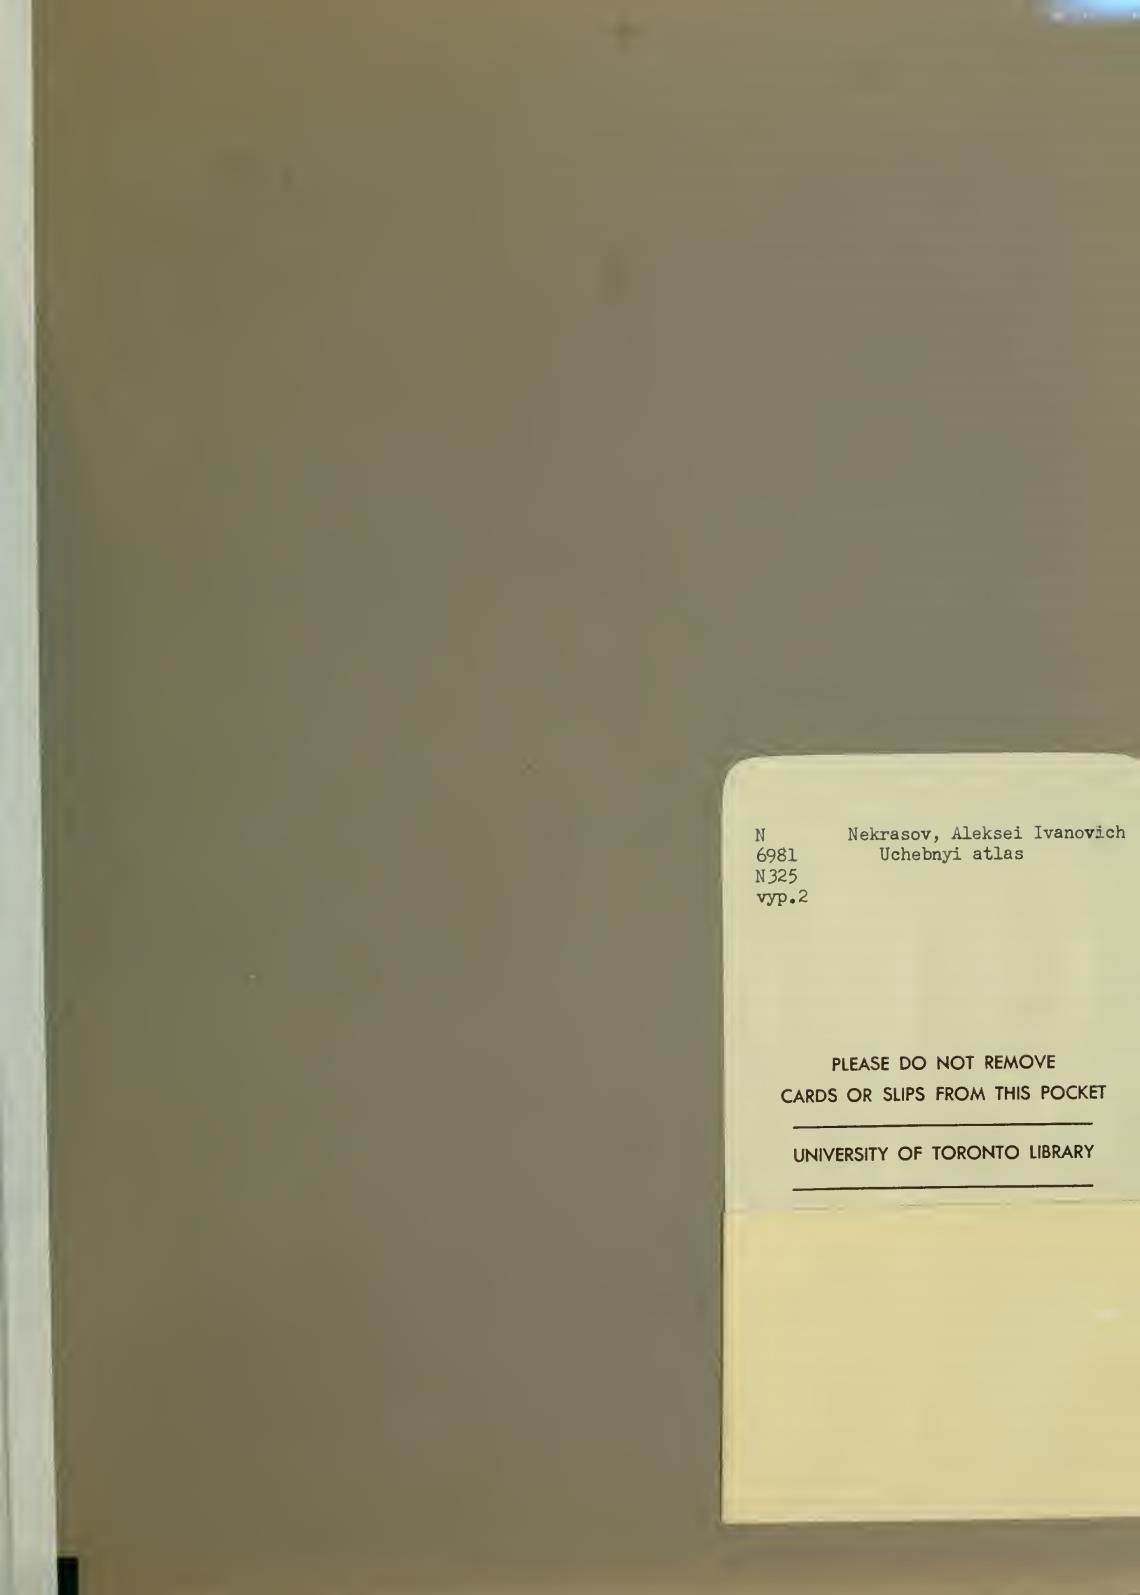 N Nekrasov, Aleksei Ivanovich
6981 Uchebnyi atlas
N325
vyp.2
PLEASE DO NOT REMOVE
CARDS OR SLIPS FROM THIS POCKET
UNIVERSITY OF TORONTO LIBRARY